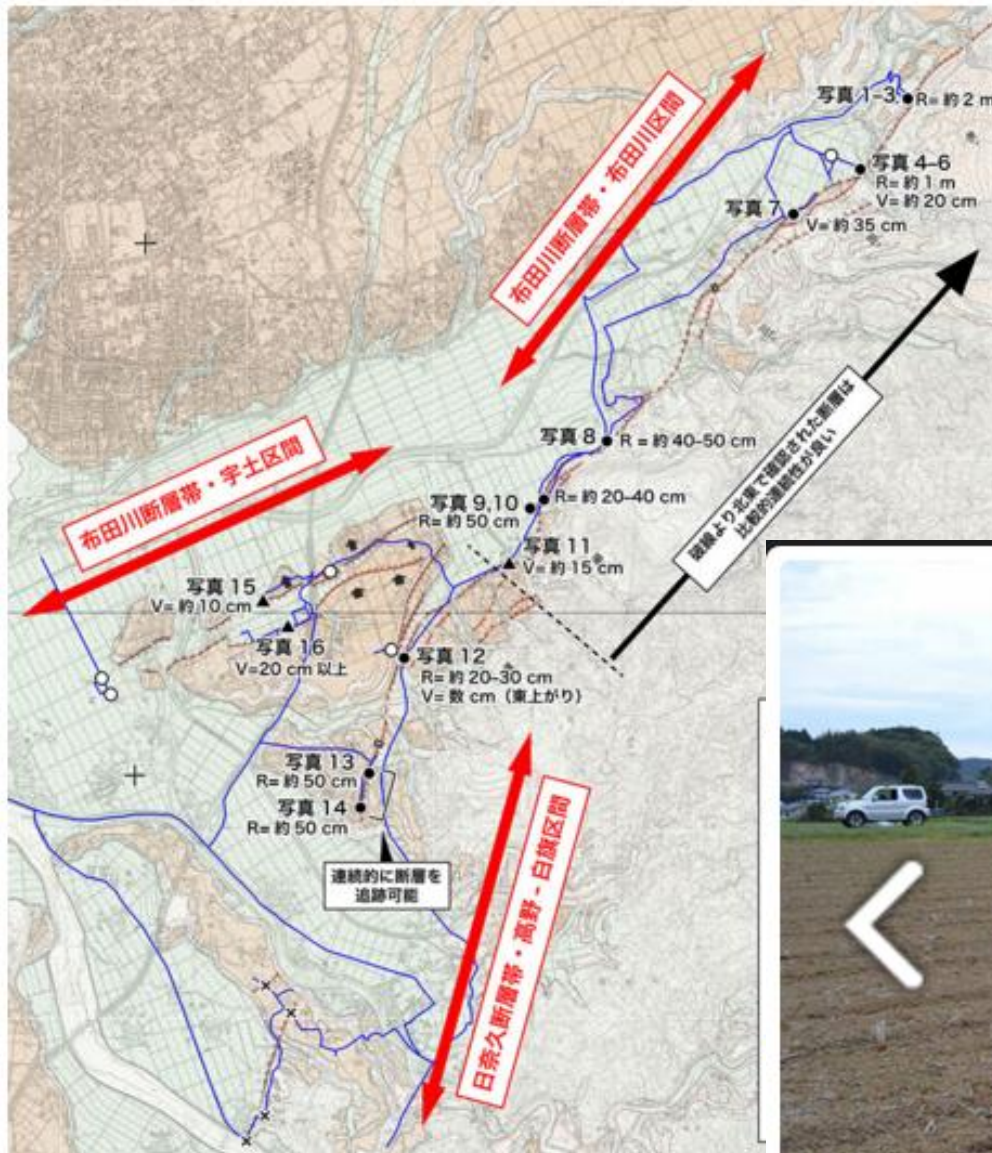 写真 1-3
R= 約 2 m
写真 4-6
R= 約 1 m
V= 約 20 cm
写真 7
V= 約 35 cm
布田川断層帯・布田川区間
破線より北東で確認された断層は
比較的連続性が良い
写真 8
R = 約 40-50 cm
布田川断層帯・宇土区間
R= 約 20-40 cm
写真 9,10
R= 約 50 cm
写真 11
V= 約 15 cm
写真 15
V= 約 10 cm
写真 16
V=20 cm 以上
写真 12
R= 約 20-30 cm
V= 数 cm（東上がり）
写真 13
R= 約 50 cm
写真 14
R= 約 50 cm
連続的に断層を
追跡可能
日奈久断層帯・高野 - 白旗区間